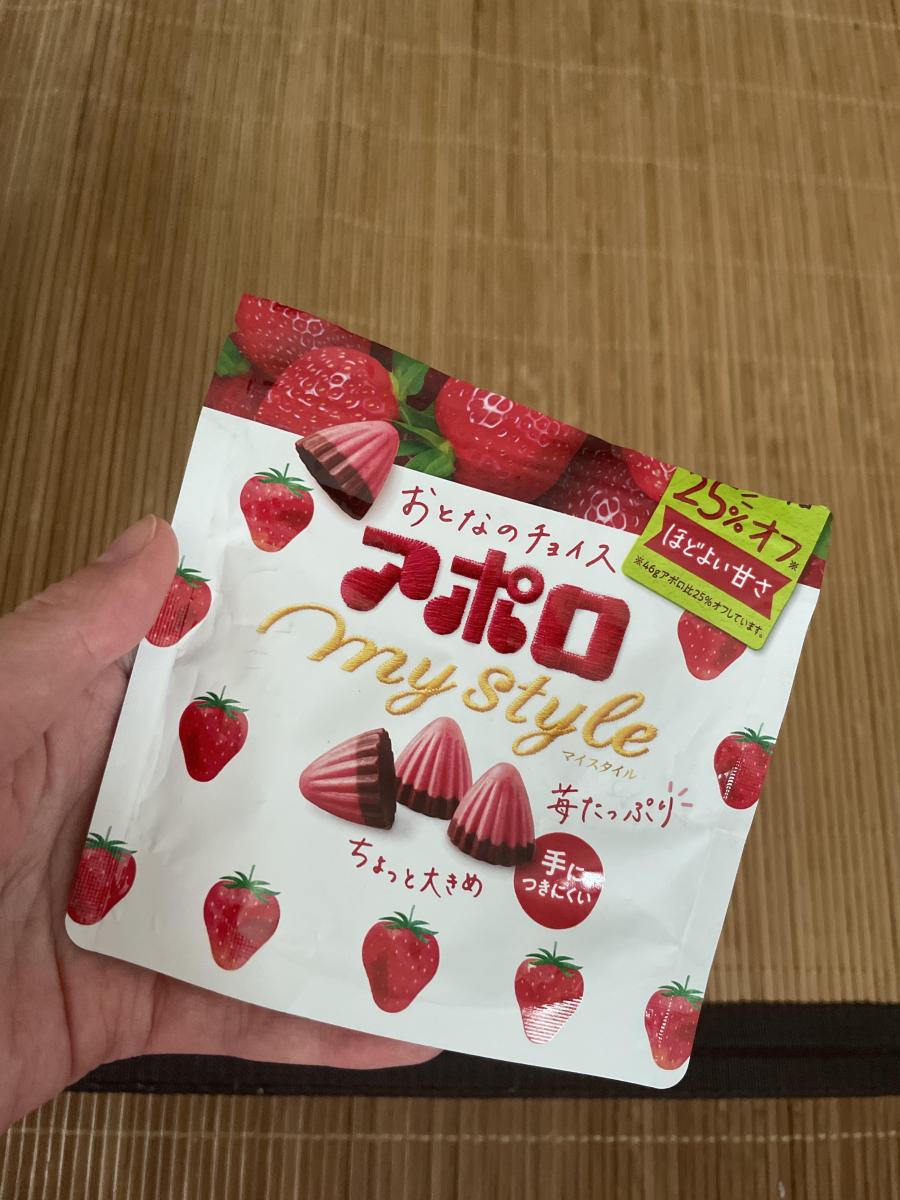 おとなのチョイス
アポロ
my style
マイスタイル
25%オフ※
ほどよい甘さ
※46gアポロ比25%オフしています。
苺たっぷり
ちょっと大きめ
手に
つきにくい